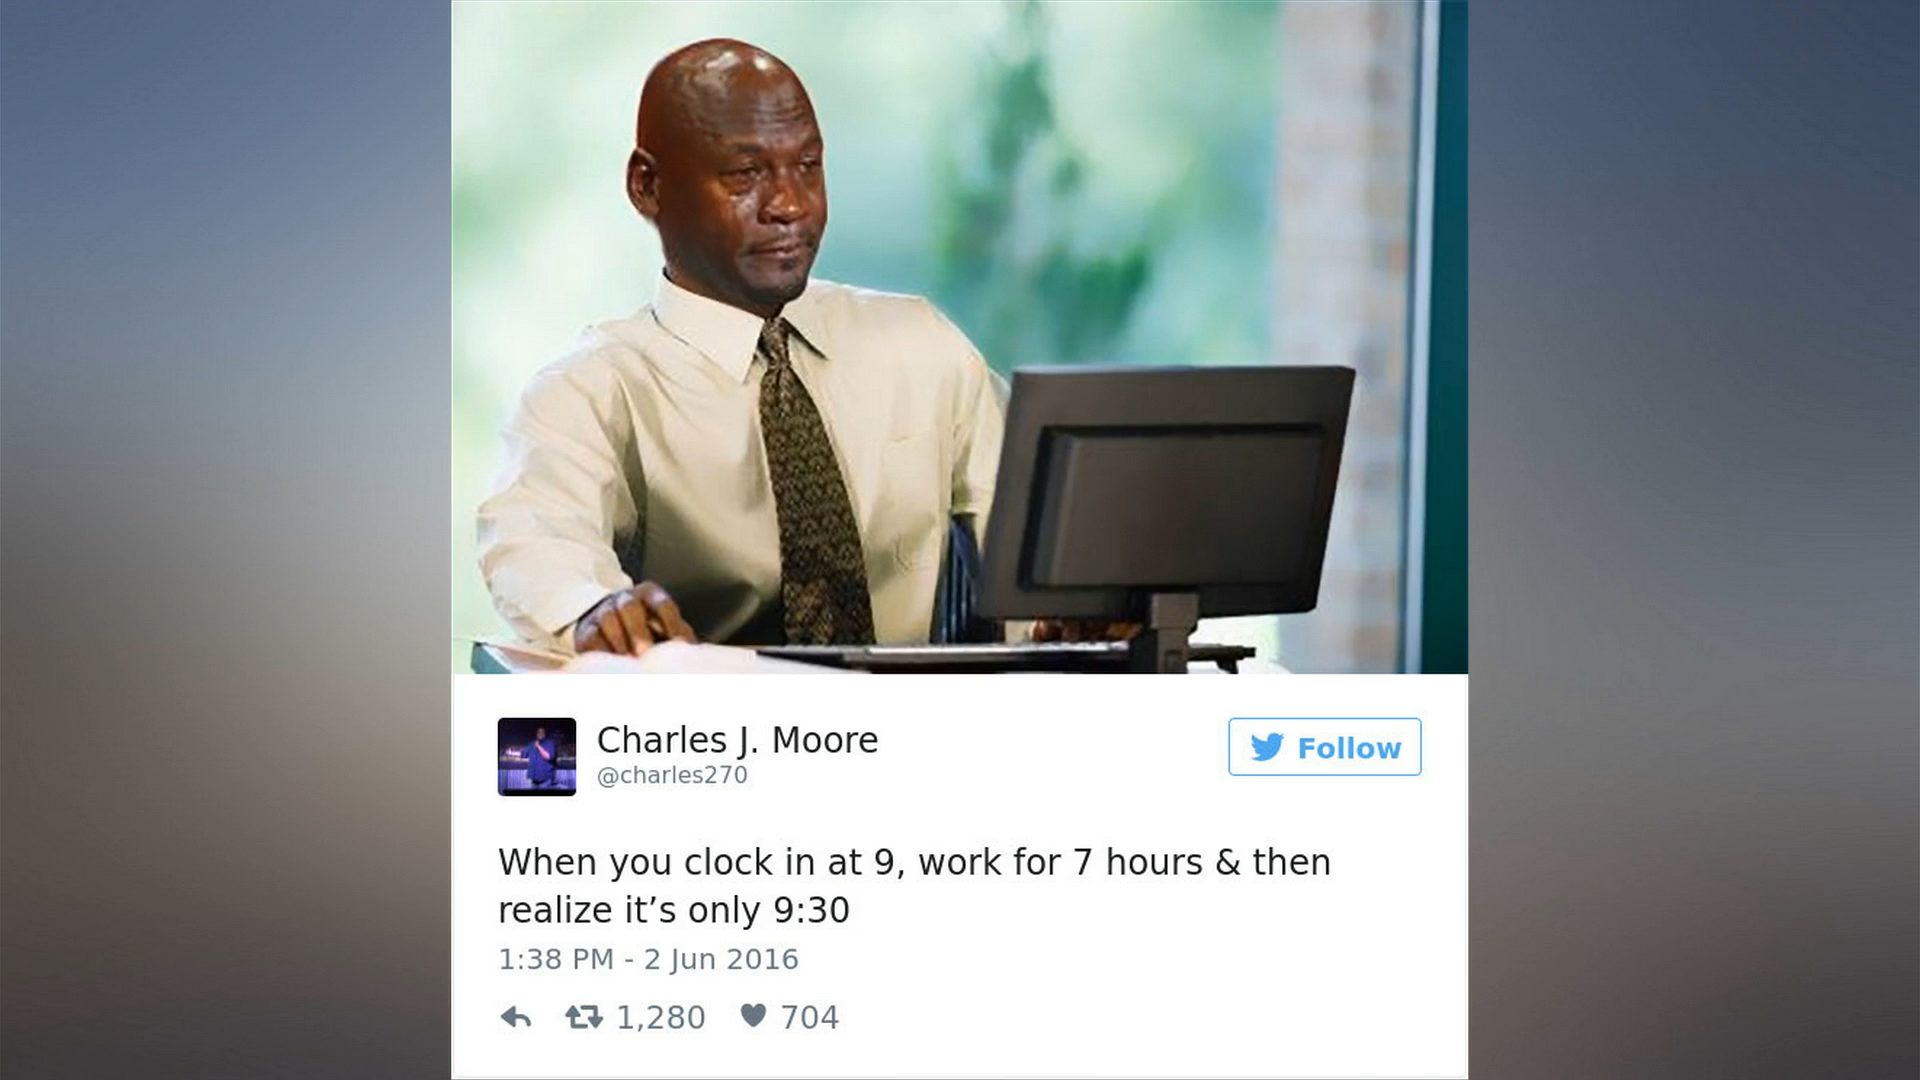 Charles J. Moore
@charles270
Follow
When you clock in at 9, work for 7 hours & then
realize it’s only 9:30
1:38 PM - 2 Jun 2016
1,280 704